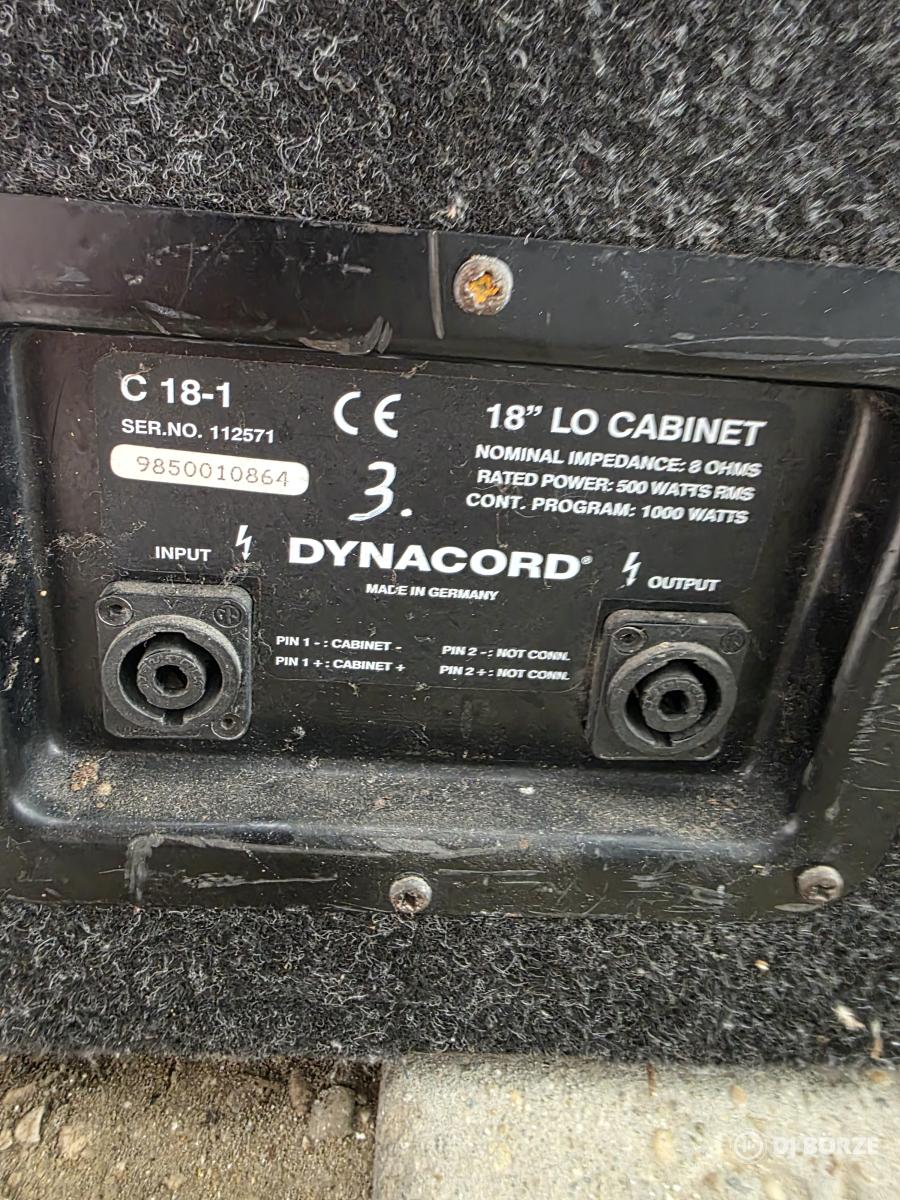 C 18-1
SER.NO. 112571
9850010864
CE
3.
18” LO CABINET
NOMINAL IMPEDANCE: 8 OHMS
RATED POWER: 500 WATTS RMS
CONT. PROGRAM: 1000 WATTS
INPUT
DYNACORD®
MADE IN GERMANY
OUTPUT
PIN 1 - : CABINET -
PIN 1 + : CABINET +
PIN 2 - : NOT CONN.
PIN 2 + : NOT CONN.
DJ BÖRZE